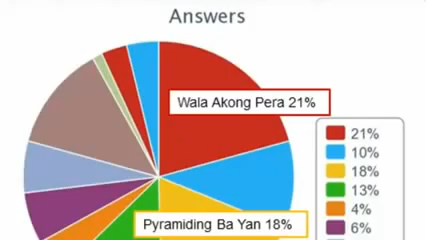 Answers
Wala Akong Pera 21%
21%
10%
18%
13%
4%
6%
Pyramiding Ba Yan 18%